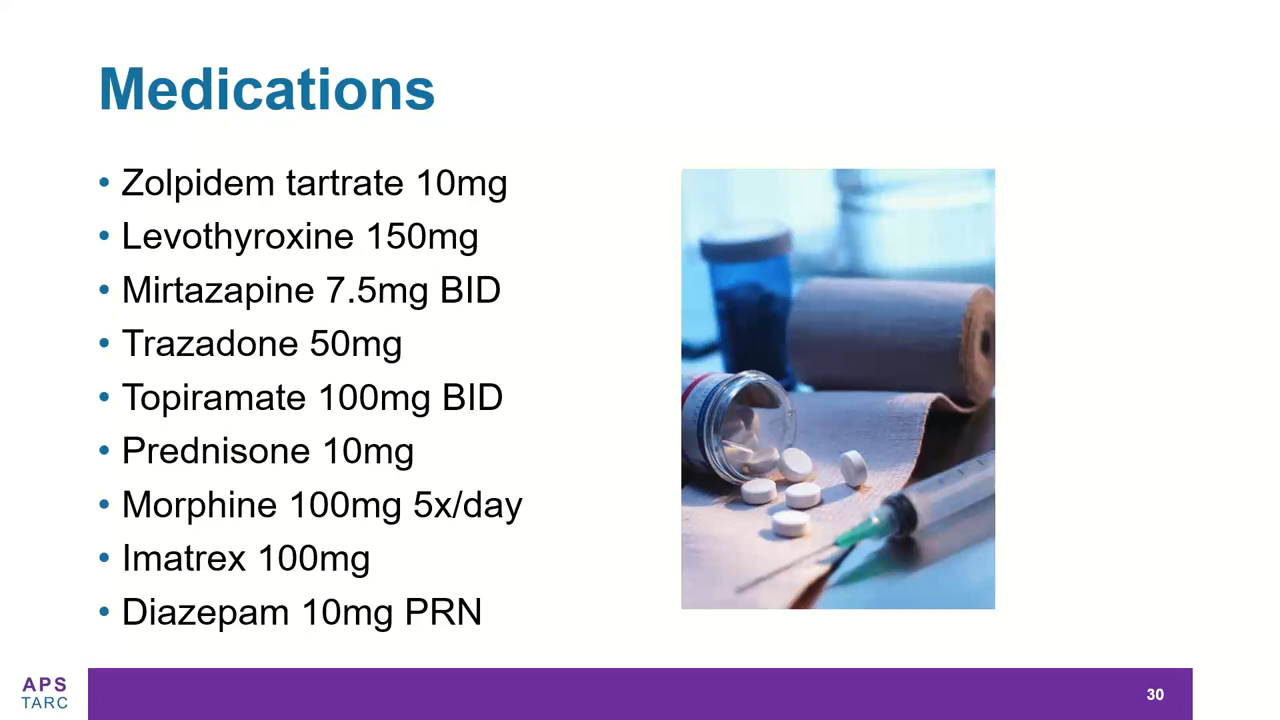 Medications
• Zolpidem tartrate 10mg
• Levothyroxine 150mg
• Mirtazapine 7.5mg BID
• Trazadone 50mg
• Topiramate 100mg BID
• Prednisone 10mg
• Morphine 100mg 5x/day
• Imatrex 100mg
• Diazepam 10mg PRN
APS
TARC
30